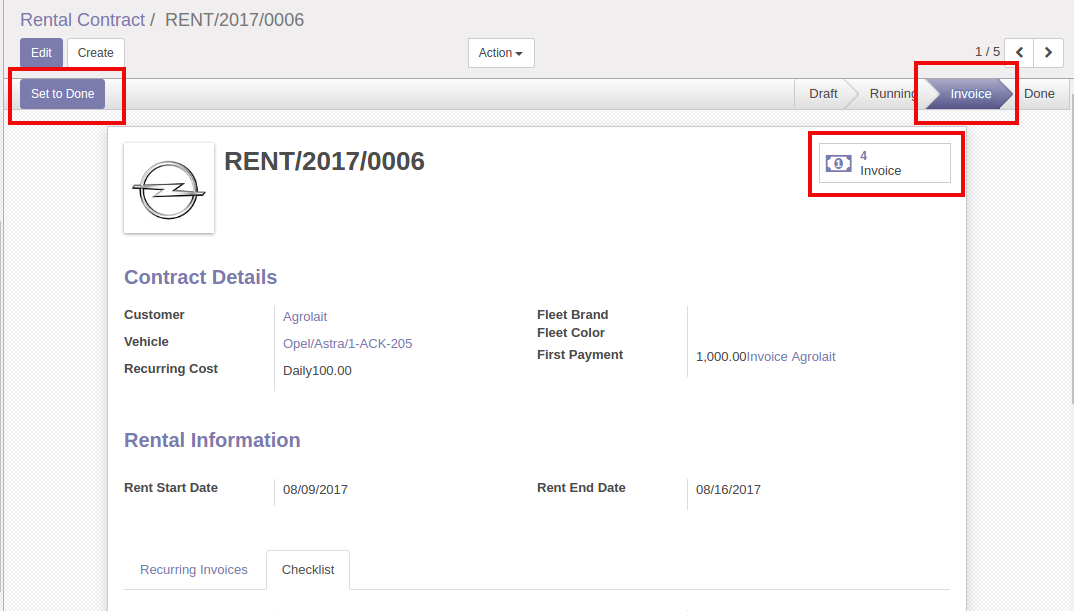 Rental Contract / RENT/2017/0006
Edit Create Action 1 / 5
Set to Done Draft Running Invoice Done
RENT/2017/0006
1
4
Invoice
Contract Details
Customer Agrolait
Vehicle Opel/Astra/1-ACK-205
Recurring Cost Daily100.00
Fleet Brand
Fleet Color
First Payment 1,000.00Invoice Agrolait
Rental Information
Rent Start Date 08/09/2017 Rent End Date 08/16/2017
Recurring Invoices Checklist